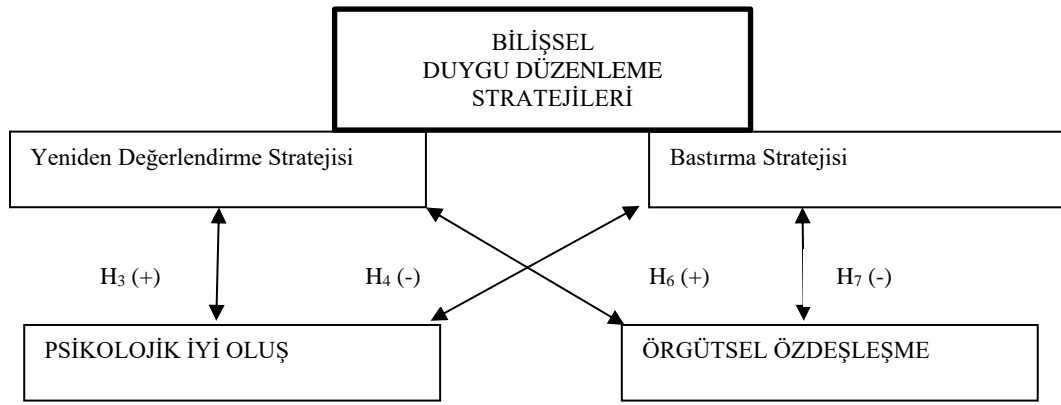 BİLİŞSEL
DUYGU DÜZENLEME
STRATEJİLERİ
Yeniden Değerlendirme Stratejisi
Bastırma Stratejisi
H₃ (+)
H₄ (-)
H₆ (+)
H₇ (-)
PSİKOLOJİK İYİ OLUŞ
ÖRGÜTSEL ÖZDEŞLEŞME